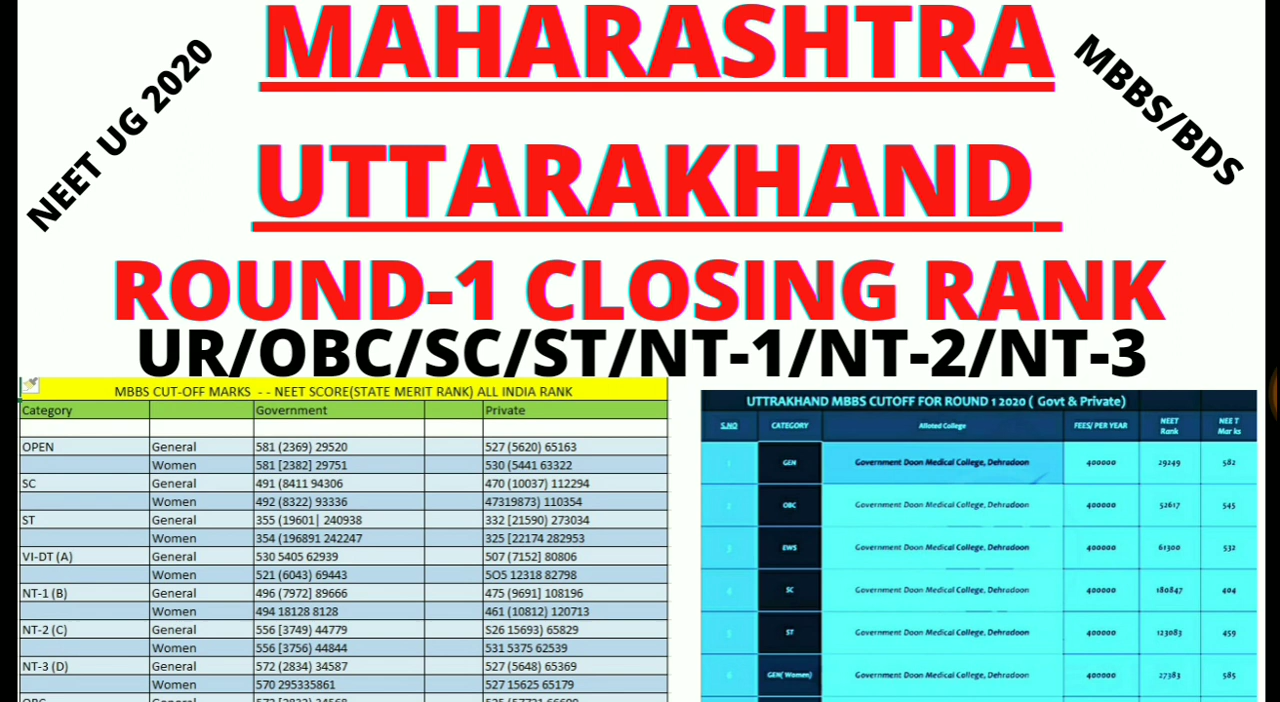 NEET UG 2020
MAHARASHTRA
MBBS/BDS
UTTARAKHAND
ROUND-1 CLOSING RANK
UR/OBC/SC/ST/NT-1/NT-2/NT-3
MBBS CUT-OFF MARKS - - NEET SCORE(STATE MERIT RANK) ALL INDIA RANK
Category Government Private
OPEN General 581 (2369) 29520 527 (5620) 65163
Women 581 [2382] 29751 530 (5441 63322
SC General 491 (8411 94306 470 (10037) 112294
Women 492 (8322) 93336 47319873) 110354
ST General 355 (19601| 240938 332 [21590) 273034
Women 354 (196891 242247 325 [22174 282953
VI-DT (A) General 530 5405 62939 507 (7152] 80806
Women 521 (6043) 69443 5O5 12318 82798
NT-1 (B) General 496 (7972] 89666 475 (9691] 108196
Women 494 18128 8128 461 (10812) 120713
NT-2 (C) General 556 [3749) 44779 S26 15693) 65829
Women 556 [3756) 44844 531 5375 62539
NT-3 (D) General 572 (2834) 34587 527 (5648) 65369
Women 570 295335861 527 15625 65179
UTTRAKHAND MBBS CUTOFF FOR ROUND 1 2020 ( Govt & Private)
S.NO CATEGORY Alloted College FEES/ PER YEAR NEET Rank NEE T Mar ks
1 GEN Government Doon Medical College, Dehradoon 400000 29249 582
2 OBC Government Doon Medical College, Dehradoon 400000 52617 545
3 EWS Government Doon Medical College, Dehradoon 400000 61300 532
4 SC Government Doon Medical College, Dehradoon 400000 180847 404
5 ST Government Doon Medical College, Dehradoon 400000 123083 459
6 GEN( Women) Government Doon Medical College, Dehradoon 400000 27383 585